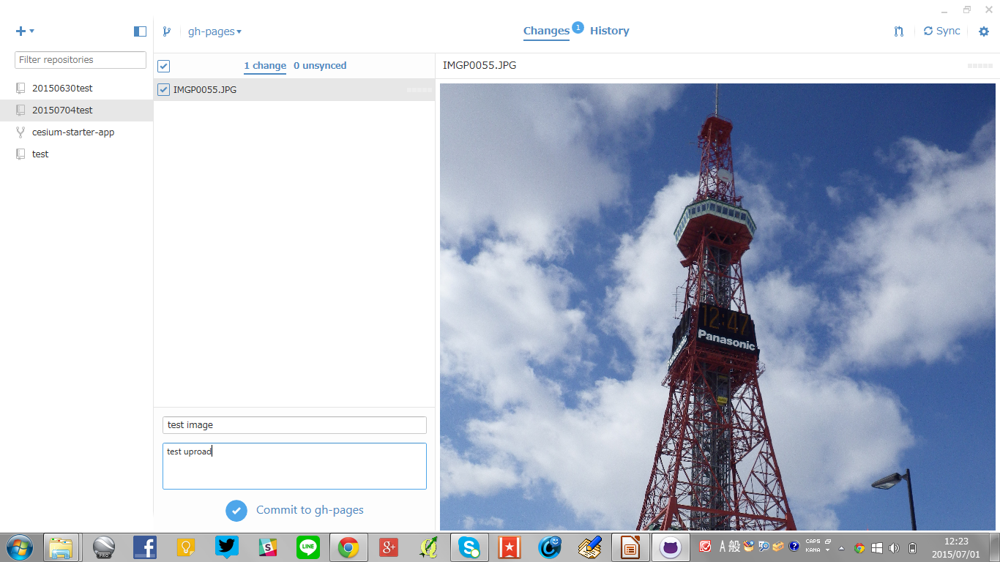 gh-pages
Changes 1 History
Sync
Filter repositories
1 change 0 unsynced
IMGP0055.JPG
20150630test
20150704test
cesium-starter-app
test
IMGP0055.JPG
12:47
Panasonic
Panasonic
test image
test uproad
Commit to gh-pages
PRO
LINE
g+
S
A 般
CAPS
KANA
12:23
2015/07/01